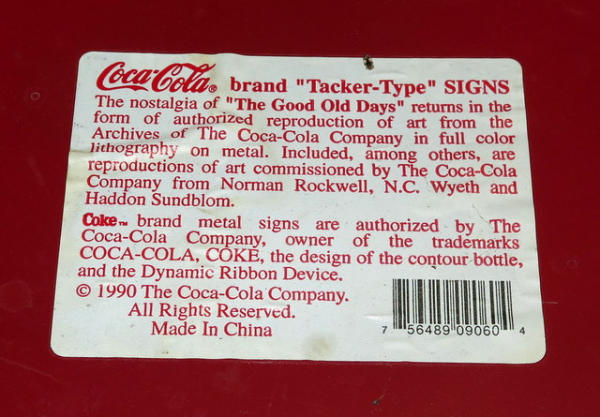 Coca-Cola® brand "Tacker-Type" SIGNS
The nostalgia of "The Good Old Days" returns in the
form of authorized reproduction of art from the
Archives of The Coca-Cola Company in full color
lithography on metal. Included, among others, are
reproductions of art commissioned by The Coca-Cola
Company from Norman Rockwell, N.C. Wyeth and
Haddon Sundblom.
Coke™ brand metal signs are authorized by The
Coca-Cola Company, owner of the trademarks
COCA-COLA, COKE, the design of the contour bottle,
and the Dynamic Ribbon Device.
© 1990 The Coca-Cola Company.
All Rights Reserved.
Made In China
7 56489 09060 4